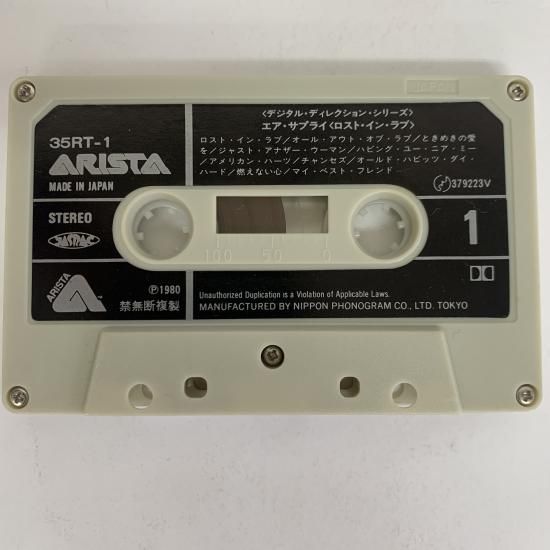 JAPAN
35RT-1
ARISTA
MADE IN JAPAN
STEREO
JASRAC
ARISTA
TM
Ⓟ1980
禁無断複製
〈デジタル・ディレクション・シリーズ〉
エア・サプライ〈ロスト・イン・ラブ〉
ロスト・イン・ラブ/オール・アウト・オブ・ラブ/ときめきの愛
を/ジャスト・アナザー・ウーマン/ハビング・ユー・ニア・ミー
/アメリカン・ハーツ/チャンセズ/オールド・ハビッツ・ダイ・
ハード/燃えない心/マイ・ベスト・フレンド
379223V
1
100 50 0
Unauthorized Duplication is a Violation of Applicable Laws.
MANUFACTURED BY NIPPON PHONOGRAM CO., LTD. TOKYO